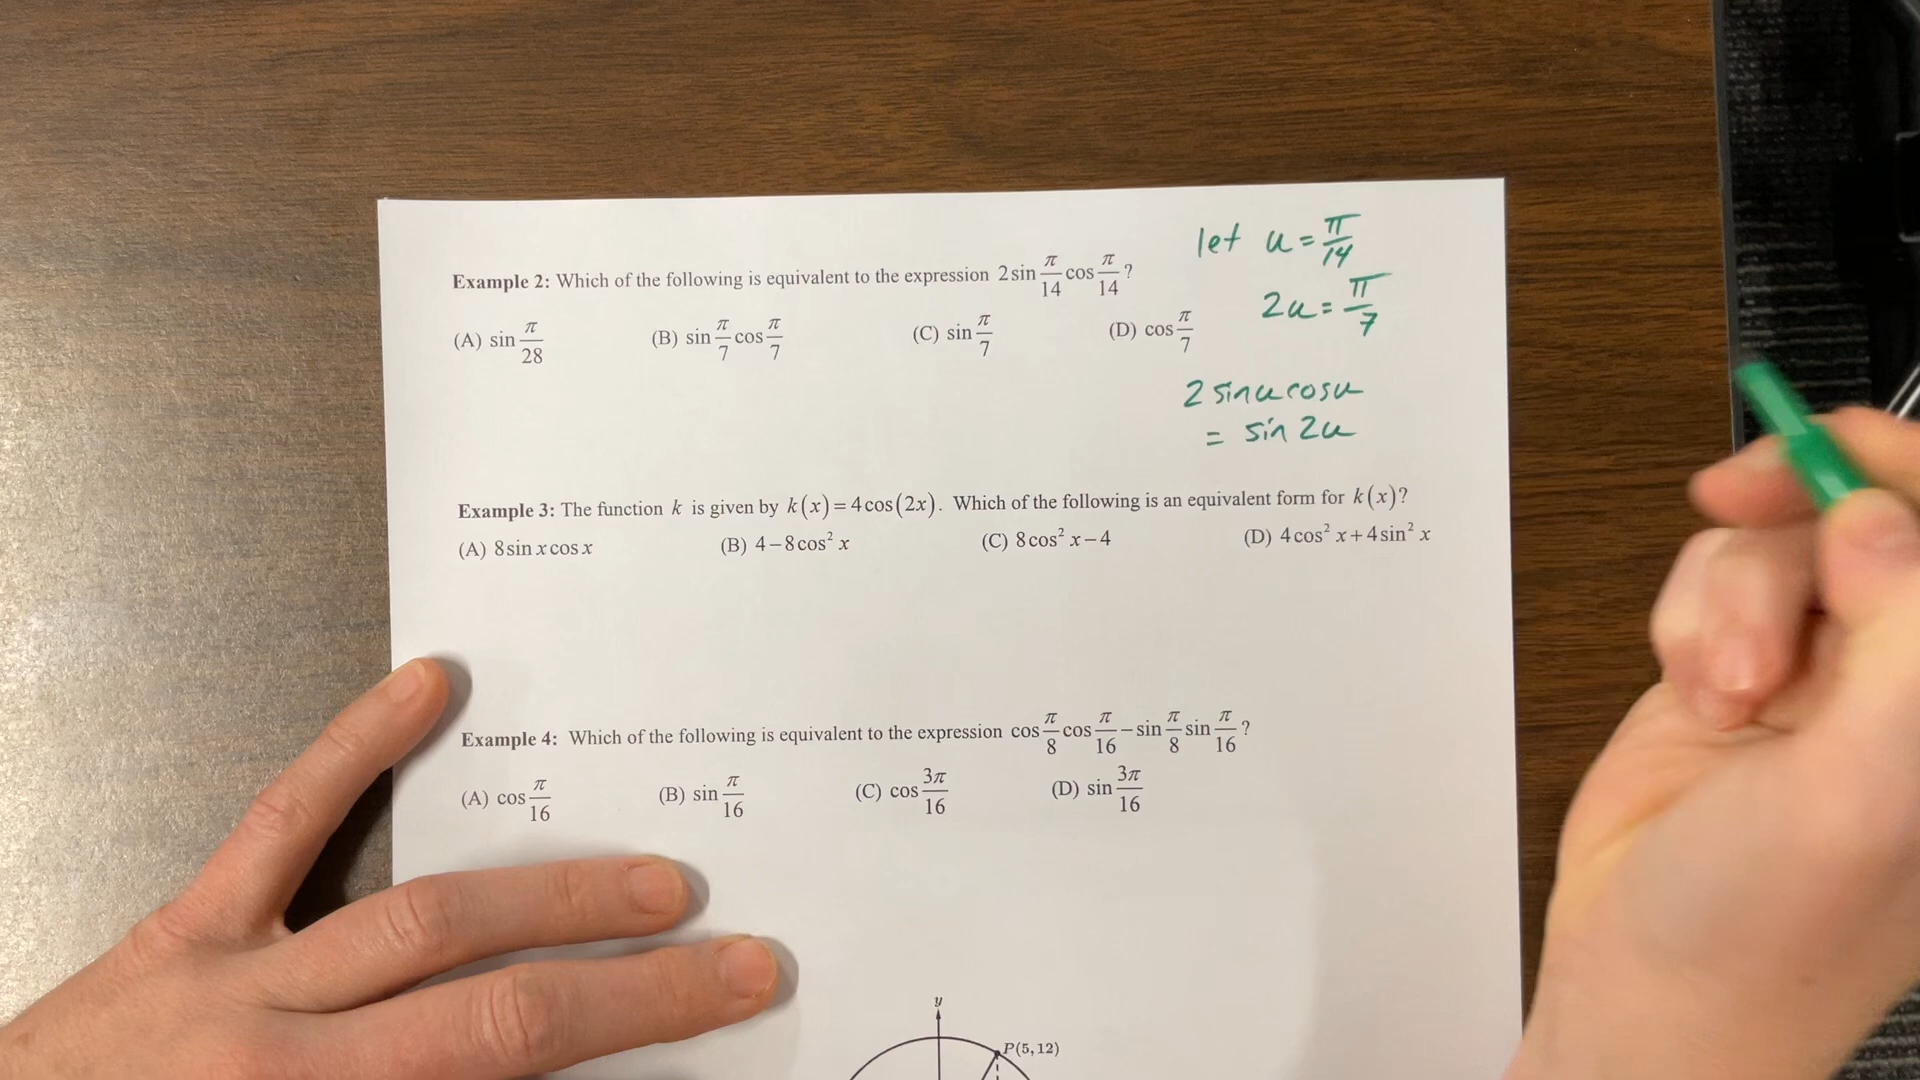 let u = π/14
Example 2: Which of the following is equivalent to the expression 2 sin π/14 cos π/14 ?
2u = π/7
(A) sin π/28 (B) sin π/7 cos π/7 (C) sin π/7 (D) cos π/7
2 sin u cos u
= sin 2u
Example 3: The function k is given by k(x) = 4 cos(2x). Which of the following is an equivalent form for k(x)?
(A) 8 sin x cos x (B) 4 − 8 cos² x (C) 8 cos² x − 4 (D) 4 cos² x + 4 sin² x
Example 4: Which of the following is equivalent to the expression cos π/8 cos π/16 − sin π/8 sin π/16 ?
(A) cos π/16 (B) sin π/16 (C) cos 3π/16 (D) sin 3π/16
y
P(5, 12)